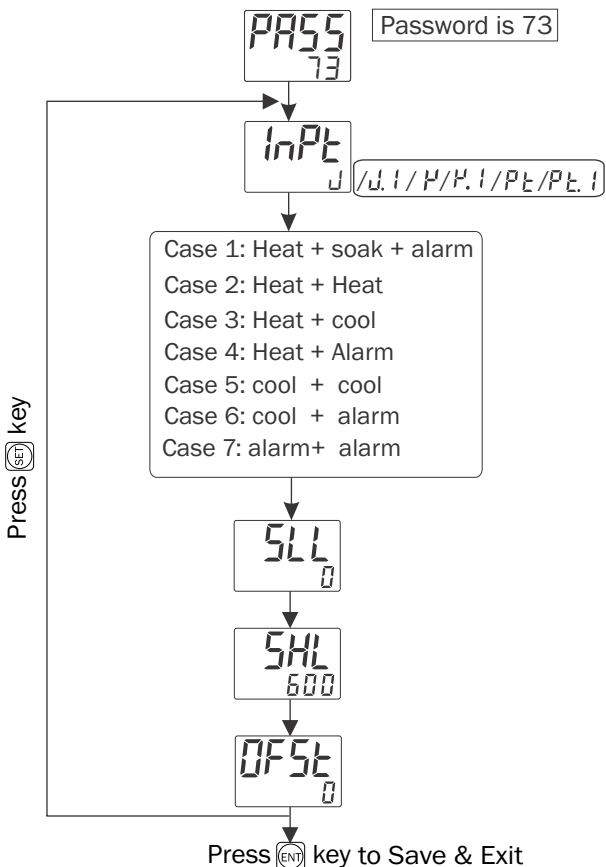 PASS
73
Password is 73
InPt
J
/J.1/K/K.1/Pt/Pt.1
Case 1: Heat + soak + alarm
Case 2: Heat + Heat
Case 3: Heat + cool
Case 4: Heat + Alarm
Case 5: cool + cool
Case 6: cool + alarm
Case 7: alarm+ alarm
Press SET key
SLL
0
SHL
600
OFSt
0
Press ENT key to Save & Exit